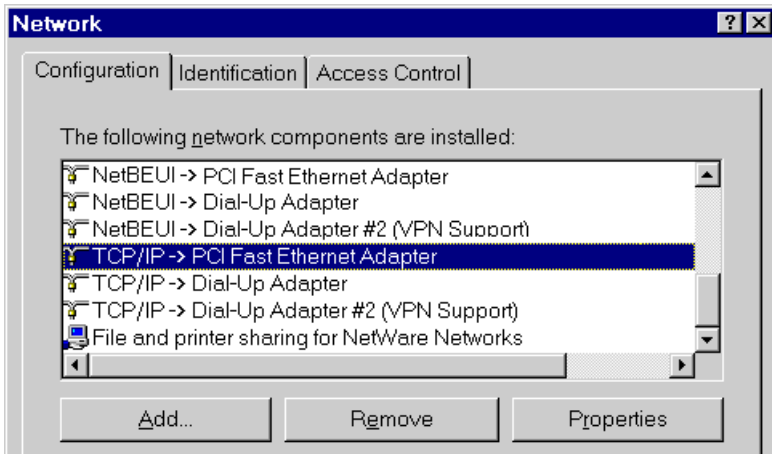 Network
Configuration Identification Access Control
The following network components are installed:
NetBEUI -> PCI Fast Ethernet Adapter
NetBEUI -> Dial-Up Adapter
NetBEUI -> Dial-Up Adapter #2 (VPN Support)
TCP/IP -> PCI Fast Ethernet Adapter
TCP/IP -> Dial-Up Adapter
TCP/IP -> Dial-Up Adapter #2 (VPN Support)
File and printer sharing for NetWare Networks
Add... Remove Properties